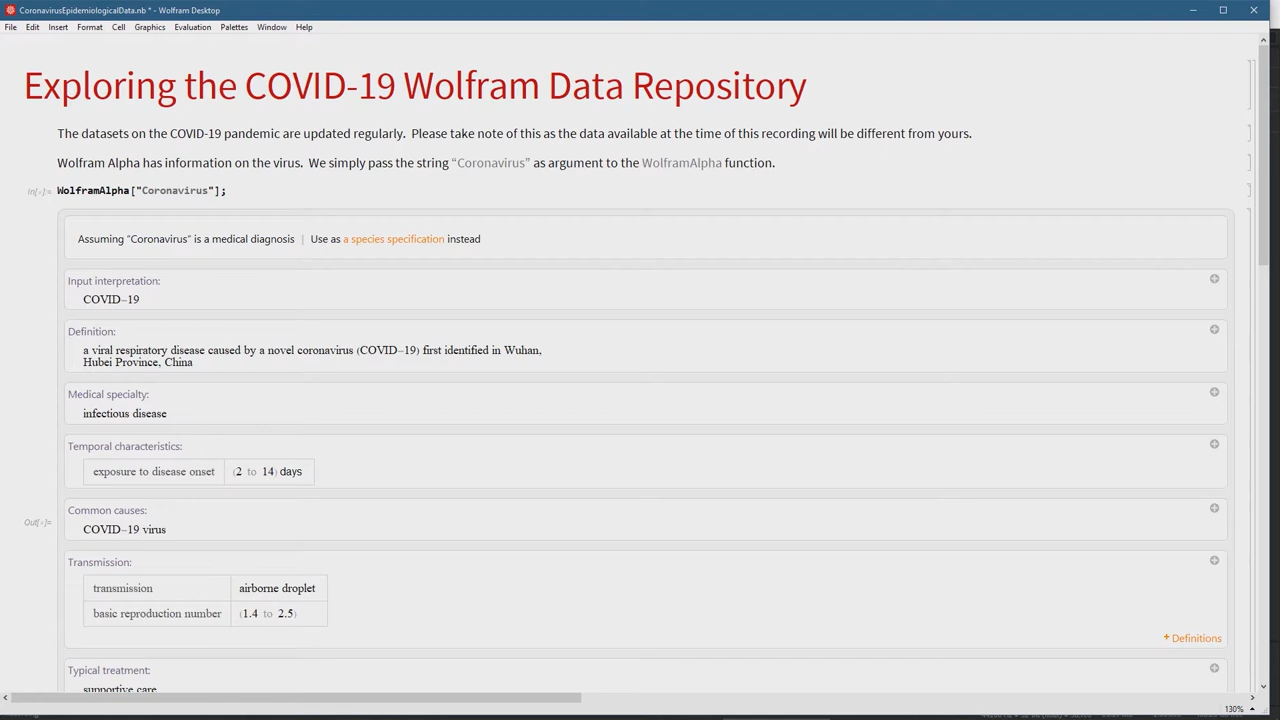 CoronavirusEpidemiologicalData.nb * - Wolfram Desktop
File Edit Insert Format Cell Graphics Evaluation Palettes Window Help
Exploring the COVID-19 Wolfram Data Repository
The datasets on the COVID-19 pandemic are updated regularly. Please take note of this as the data available at the time of this recording will be different from yours.
Wolfram Alpha has information on the virus. We simply pass the string “Coronavirus” as argument to the WolframAlpha function.
WolframAlpha["Coronavirus"];
Assuming “Coronavirus” is a medical diagnosis | Use as a species specification instead
Input interpretation:
COVID-19
Definition:
a viral respiratory disease caused by a novel coronavirus (COVID-19) first identified in Wuhan,
Hubei Province, China
Medical specialty:
infectious disease
Temporal characteristics:
exposure to disease onset (2 to 14) days
Common causes:
Out[•]=
COVID-19 virus
Transmission:
transmission airborne droplet
basic reproduction number (1.4 to 2.5)
+ Definitions
Typical treatment:
supportive care
130%